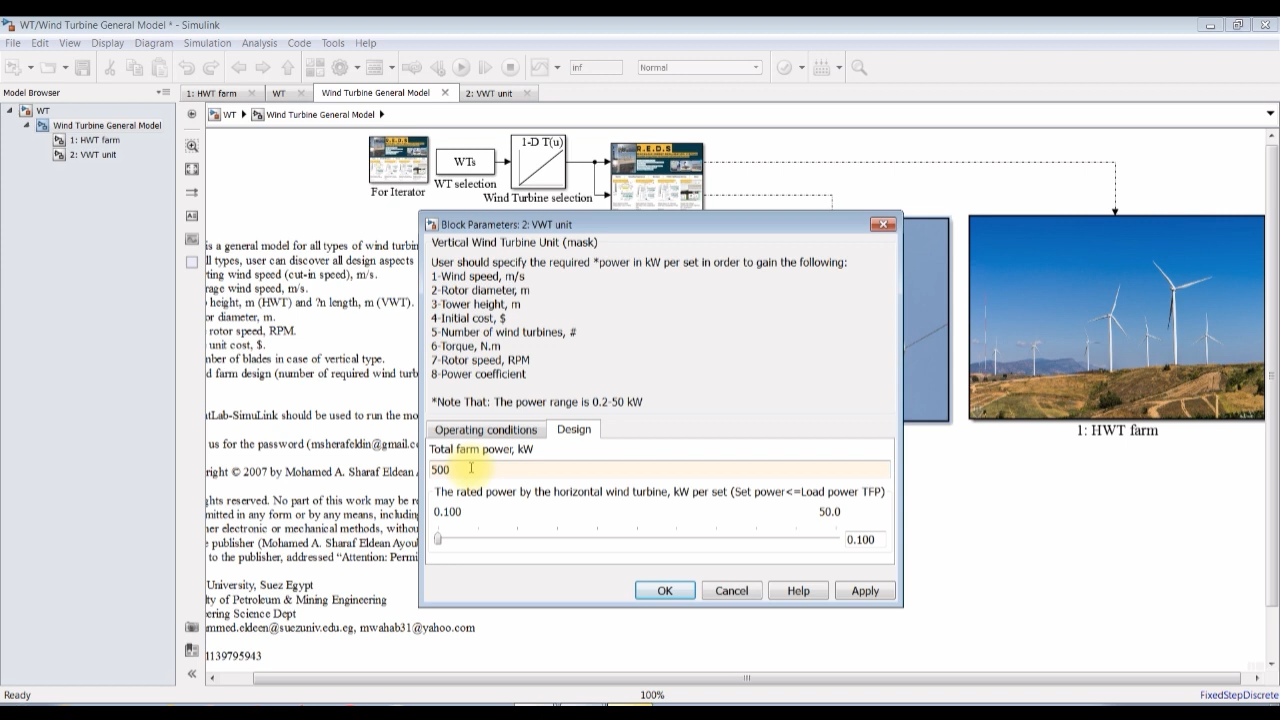 WT/Wind Turbine General Model * - Simulink
File Edit View Display Diagram Simulation Analysis Code Tools Help
inf
Normal
Model Browser
1: HWT farm
WT
Wind Turbine General Model
2: VWT unit
WT
Wind Turbine General Model
1: HWT farm
2: VWT unit
WT Wind Turbine General Model
For Iterator
WTs
WT selection
1-D T(u)
Wind Turbine selection
R.E.D.S
is a general model for all types of wind turbin
ll types, user can discover all design aspects
ting wind speed (cut-in speed), m/s.
rage wind speed, m/s.
height, m (HWT) and ?n length, m (VWT).
or diameter, m.
rotor speed, RPM.
unit cost, $.
nber of blades in case of vertical type.
d farm design (number of required wind turb
tLab-SimuLink should be used to run the mo
us for the password (msherafeldin@gmail.c
right © 2007 by Mohamed A. Sharaf Eldean
ghts reserved. No part of this work may be r
mitted in any form or by any means, including
er electronic or mechanical methods, withou
publisher (Mohamed A. Sharaf Eldean Ayou
to the publisher, addressed “Attention: Permi
University, Suez Egypt
lty of Petroleum & Mining Engineering
ering Science Dept
mmed.eldeen@suezuniv.edu.eg, mwahab31@yahoo.com
1139795943
Block Parameters: 2: VWT unit
Vertical Wind Turbine Unit (mask)
User should specify the required *power in kW per set in order to gain the following:
1-Wind speed, m/s
2-Rotor diameter, m
3-Tower height, m
4-Initial cost, $
5-Number of wind turbines, #
6-Torque, N.m
7-Rotor speed, RPM
8-Power coefficient
*Note That: The power range is 0.2-50 kW
Operating conditions Design
Total farm power, kW
500
The rated power by the horizontal wind turbine, kW per set (Set power<=Load power TFP)
0.100 50.0
0.100
OK Cancel Help Apply
1: HWT farm
Ready
100%
FixedStepDiscrete